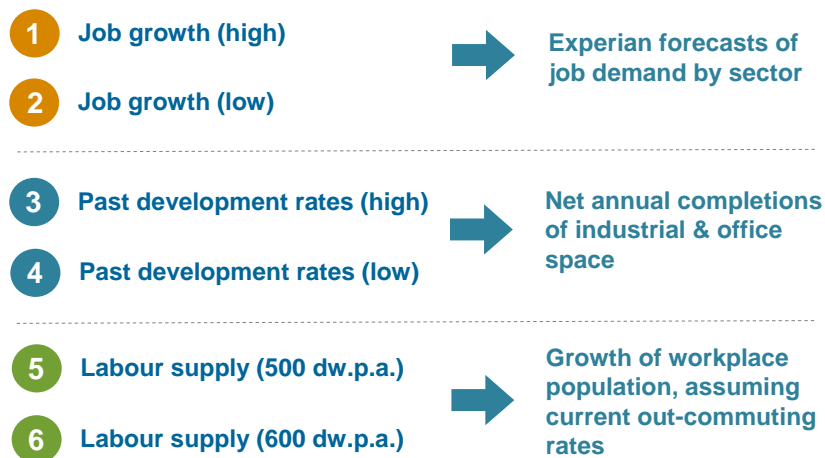 1 Job growth (high)
2 Job growth (low)
Experian forecasts of
job demand by sector
3 Past development rates (high)
4 Past development rates (low)
Net annual completions
of industrial & office
space
5 Labour supply (500 dw.p.a.)
6 Labour supply (600 dw.p.a.)
Growth of workplace
population, assuming
current out-commuting
rates